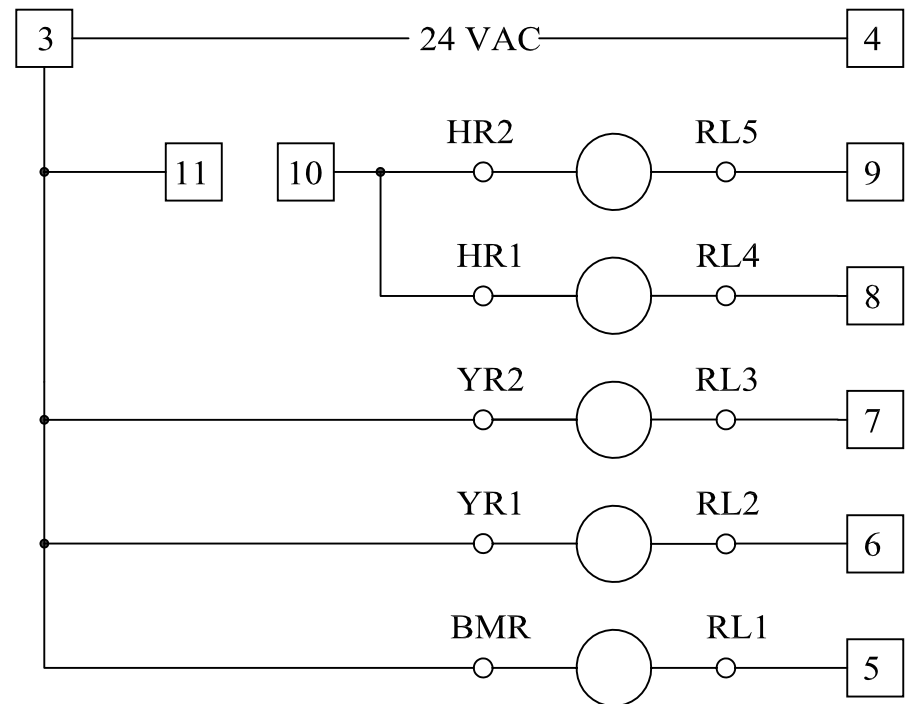 3 24 VAC 4
HR2 RL5
11 10 9
HR1 RL4
8
YR2 RL3
7
YR1 RL2
6
BMR RL1
5